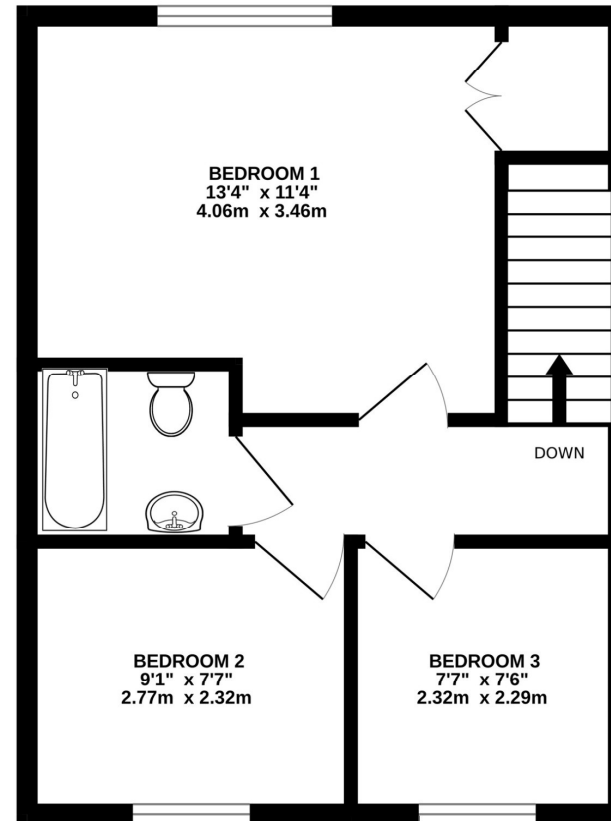 BEDROOM 1
13'4" x 11'4"
4.06m x 3.46m
DOWN
BEDROOM 2
9'1" x 7'7"
2.77m x 2.32m
BEDROOM 3
7'7" x 7'6"
2.32m x 2.29m